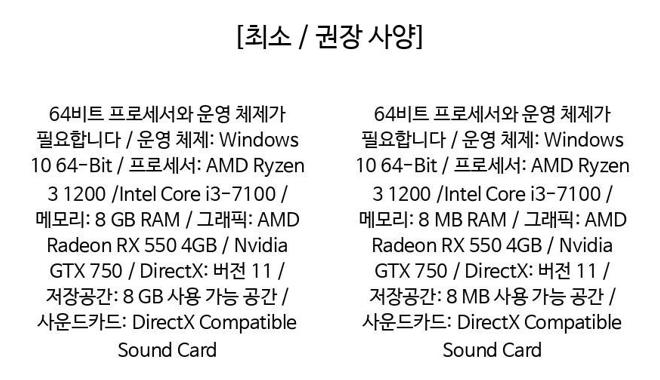 [최소 / 권장 사양]
64비트 프로세서와 운영 체제가
필요합니다 / 운영 체제: Windows
10 64-Bit / 프로세서: AMD Ryzen
3 1200 /Intel Core i3-7100 /
메모리: 8 GB RAM / 그래픽: AMD
Radeon RX 550 4GB / Nvidia
GTX 750 / DirectX: 버전 11 /
저장공간: 8 GB 사용 가능 공간 /
사운드카드: DirectX Compatible
Sound Card
64비트 프로세서와 운영 체제가
필요합니다 / 운영 체제: Windows
10 64-Bit / 프로세서: AMD Ryzen
3 1200 /Intel Core i3-7100 /
메모리: 8 MB RAM / 그래픽: AMD
Radeon RX 550 4GB / Nvidia
GTX 750 / DirectX: 버전 11 /
저장공간: 8 MB 사용 가능 공간 /
사운드카드: DirectX Compatible
Sound Card